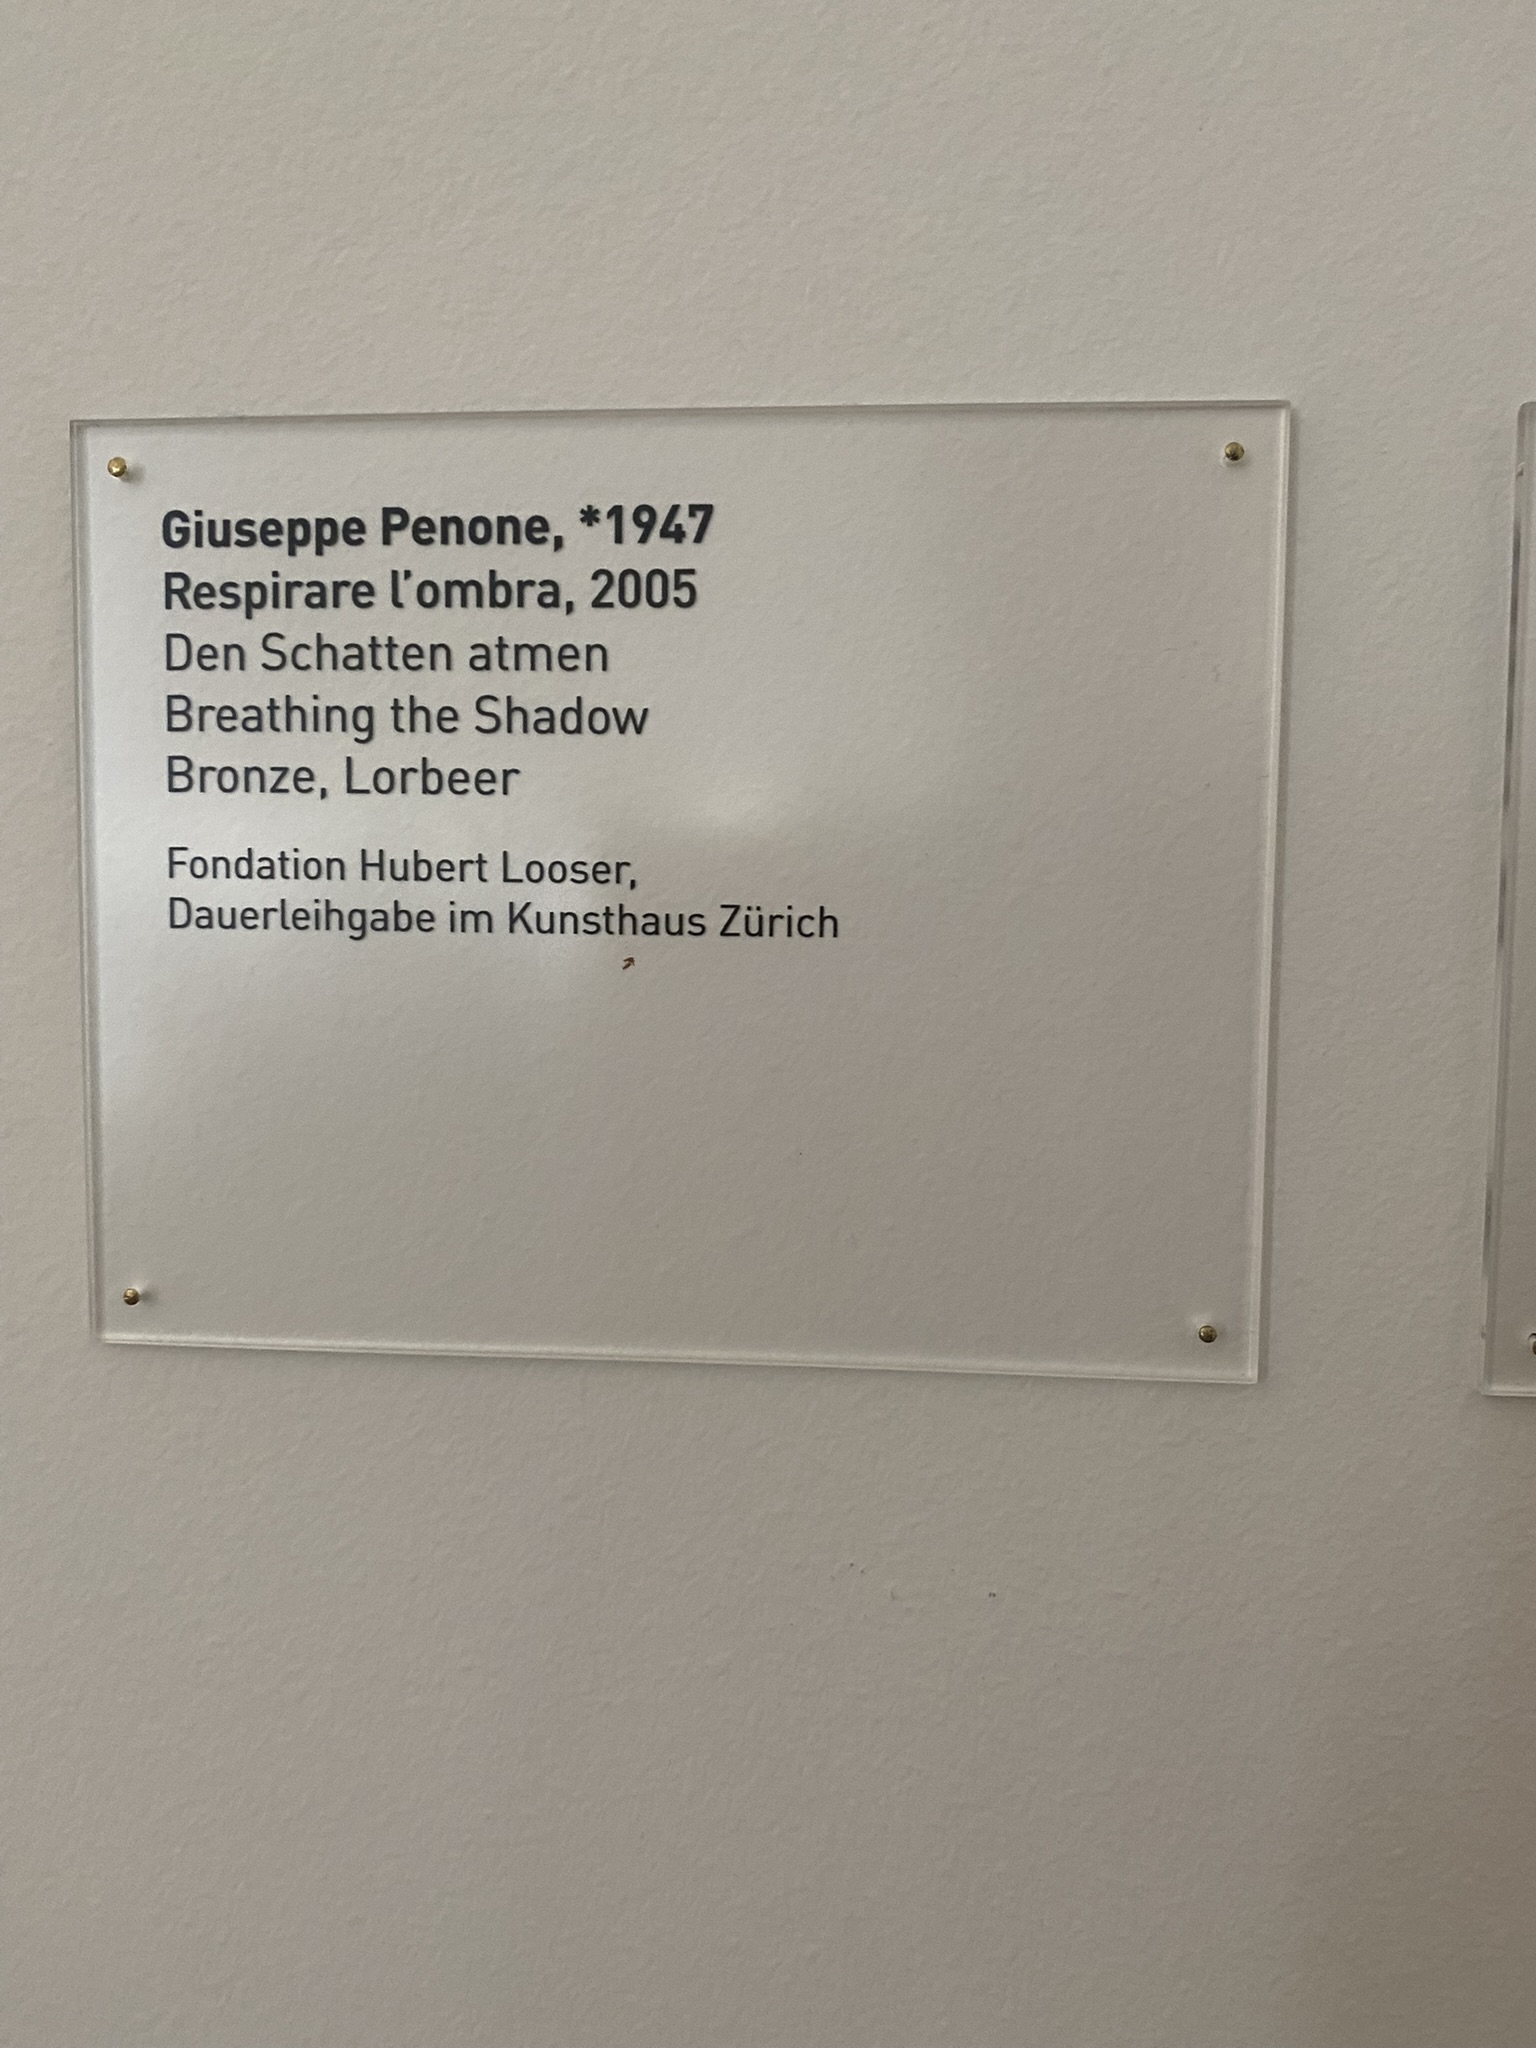 Giuseppe Penone, *1947
Respirare l'ombra, 2005
Den Schatten atmen
Breathing the Shadow
Bronze, Lorbeer
Fondation Hubert Looser,
Dauerleihgabe im Kunsthaus Zürich